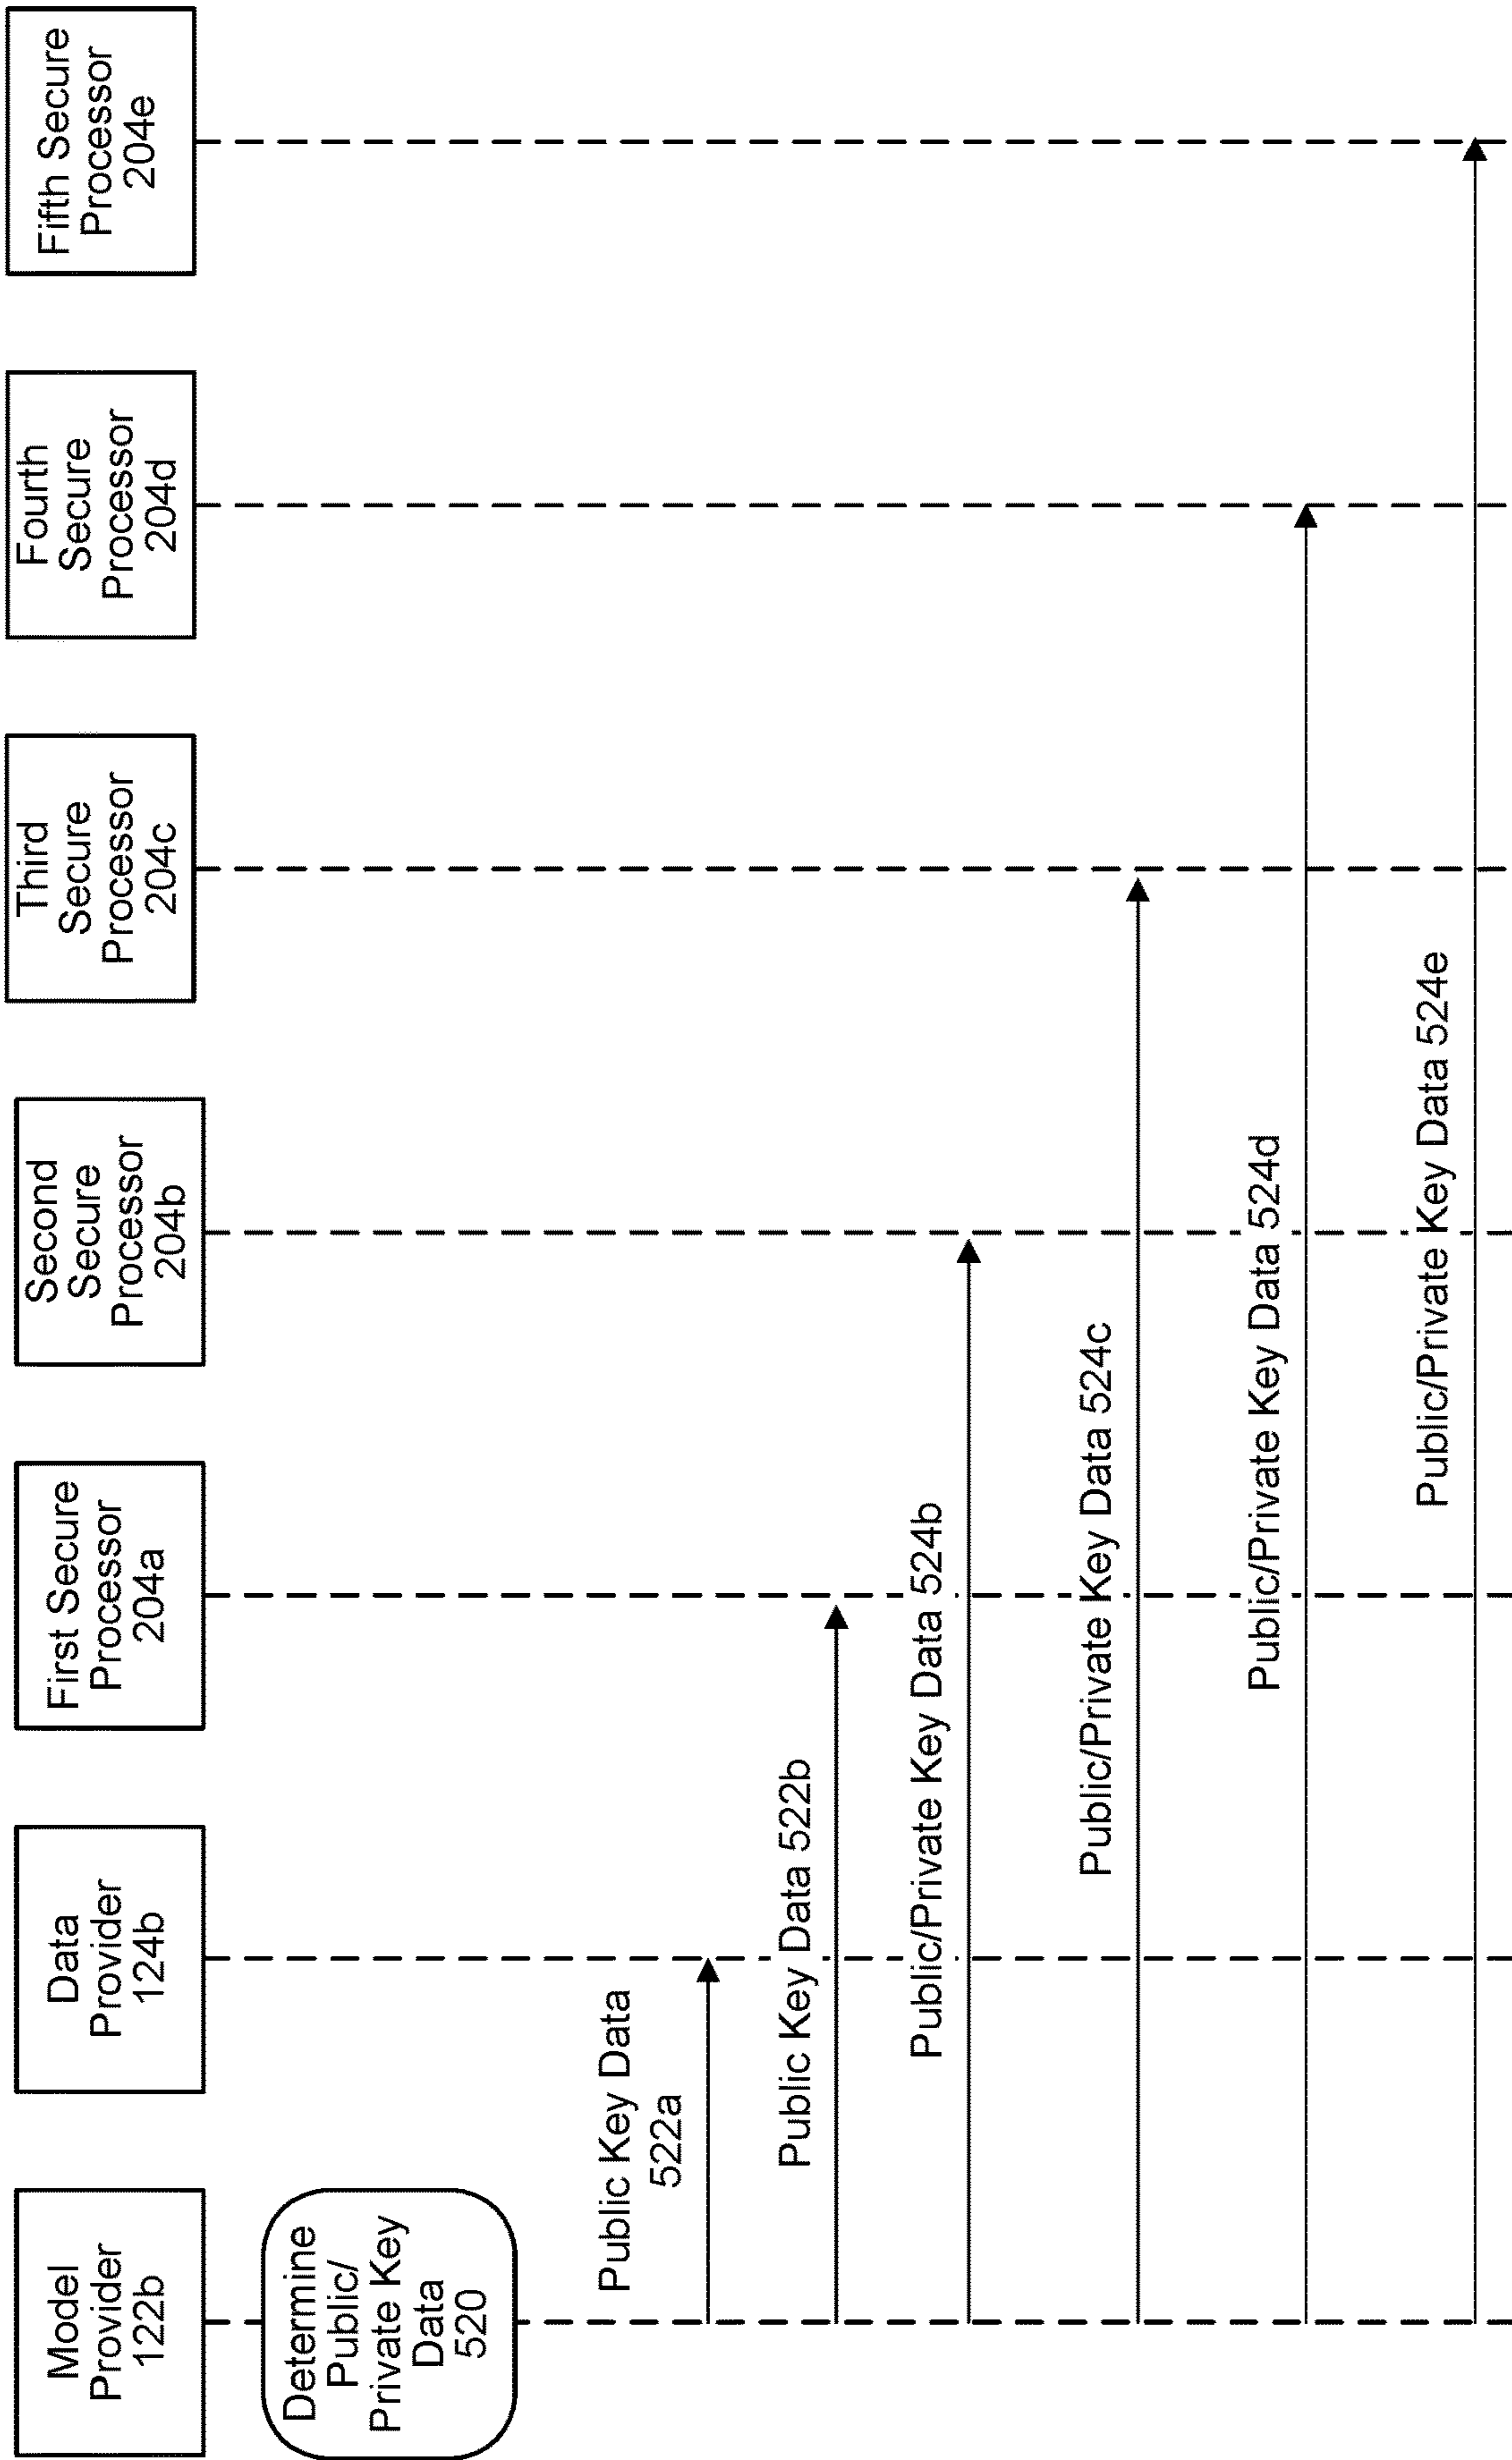 Model
Provider
122b
Data
Provider
124b
First Secure
Processor
204a
Second
Secure
Processor
204b
Third
Secure
Processor
204c
Fourth
Secure
Processor
204d
Fifth Secure
Processor
204e
Determine
Public/
Private Key
Data
520
Public Key Data
522a
Public Key Data 522b
Public/Private Key Data 524b
Public/Private Key Data 524c
Public/Private Key Data 524d
Public/Private Key Data 524e